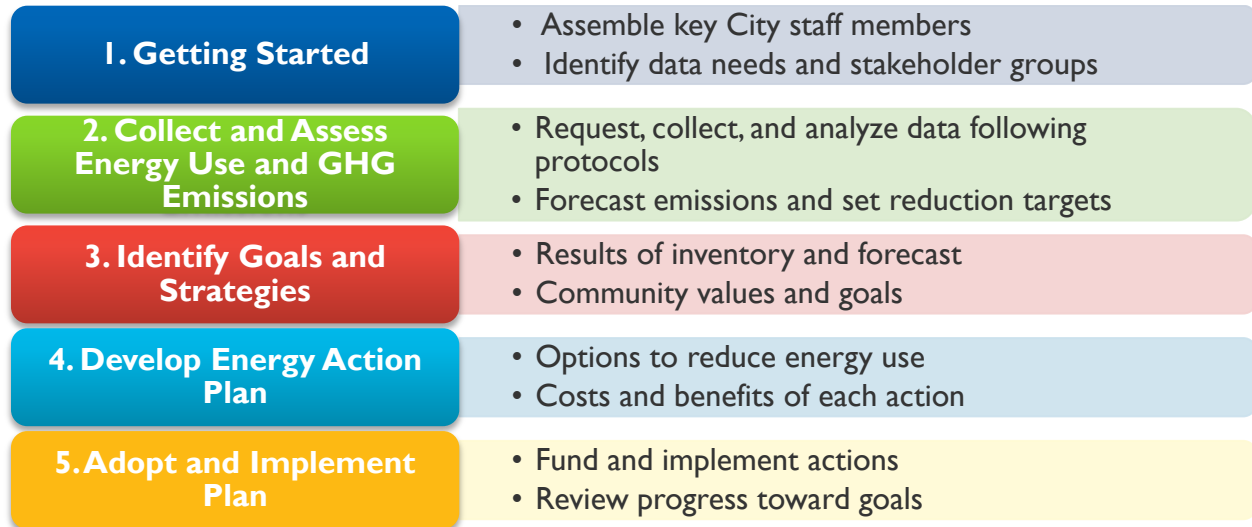 1. Getting Started
• Assemble key City staff members
• Identify data needs and stakeholder groups
2. Collect and Assess
Energy Use and GHG
Emissions
• Request, collect, and analyze data following
protocols
• Forecast emissions and set reduction targets
3. Identify Goals and
Strategies
• Results of inventory and forecast
• Community values and goals
4. Develop Energy Action
Plan
• Options to reduce energy use
• Costs and benefits of each action
5. Adopt and Implement
Plan
• Fund and implement actions
• Review progress toward goals